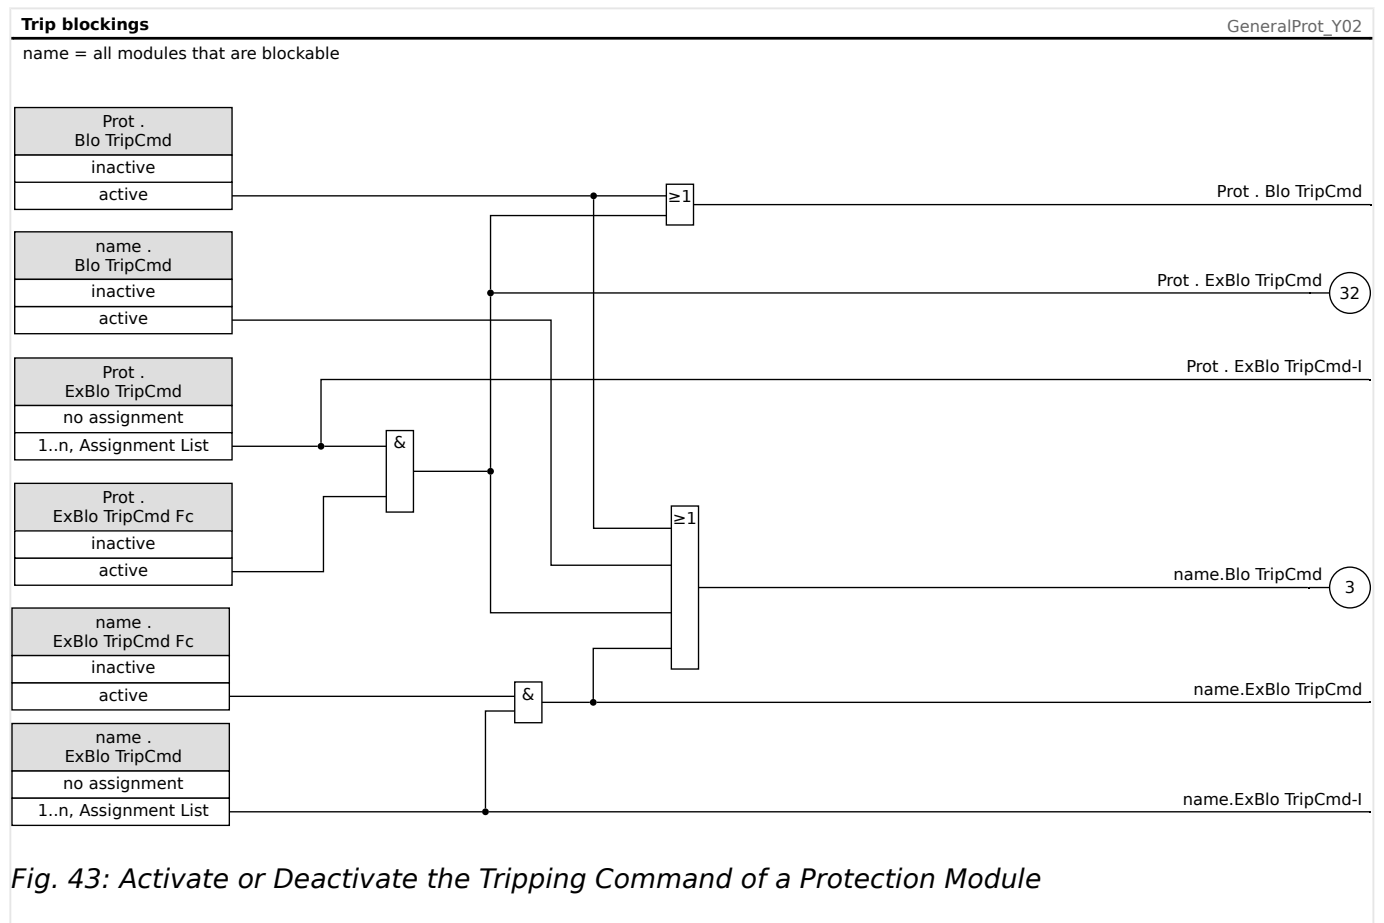 Trip blockings
GeneralProt_Y02
name = all modules that are blockable
Prot .
Blo TripCmd
inactive
active
≥1
Prot . Blo TripCmd
name .
Blo TripCmd
inactive
active
Prot . ExBlo TripCmd
32
Prot .
ExBlo TripCmd
no assignment
1..n, Assignment List
Prot . ExBlo TripCmd-I
&
Prot .
ExBlo TripCmd Fc
inactive
active
≥1
name.Blo TripCmd
3
name .
ExBlo TripCmd Fc
inactive
active
&
name.ExBlo TripCmd
name .
ExBlo TripCmd
no assignment
1..n, Assignment List
name.ExBlo TripCmd-I
Fig. 43: Activate or Deactivate the Tripping Command of a Protection Module